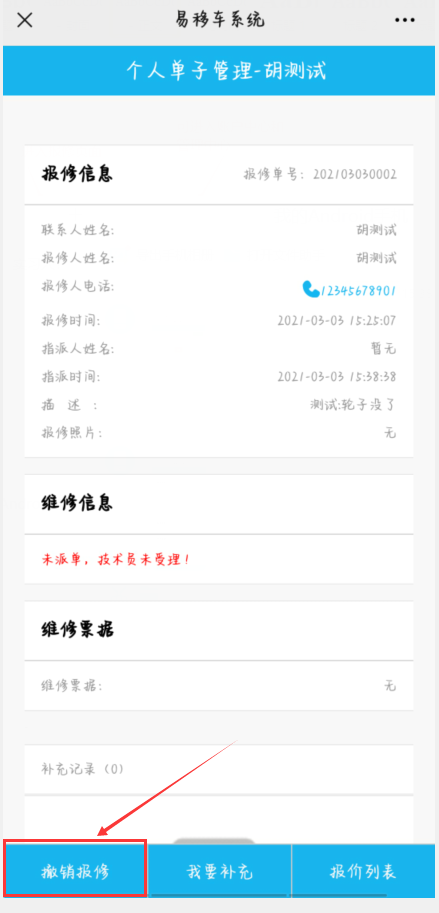 易移车系统
个人单子管理-胡测试
报修信息 报修单号: 202103030002
联系人姓名: 胡测试
报修人姓名: 胡测试
报修人电话: 12345678901
报修时间: 2021-03-03 15:25:07
指派人姓名: 暂无
指派时间: 2021-03-03 15:38:38
描 述 : 测试:轮子没了
报修照片: 无
维修信息
未派单，技术员未受理！
维修票据
维修票据: 无
补充记录（0）
撤销报修 我要补充 报价列表